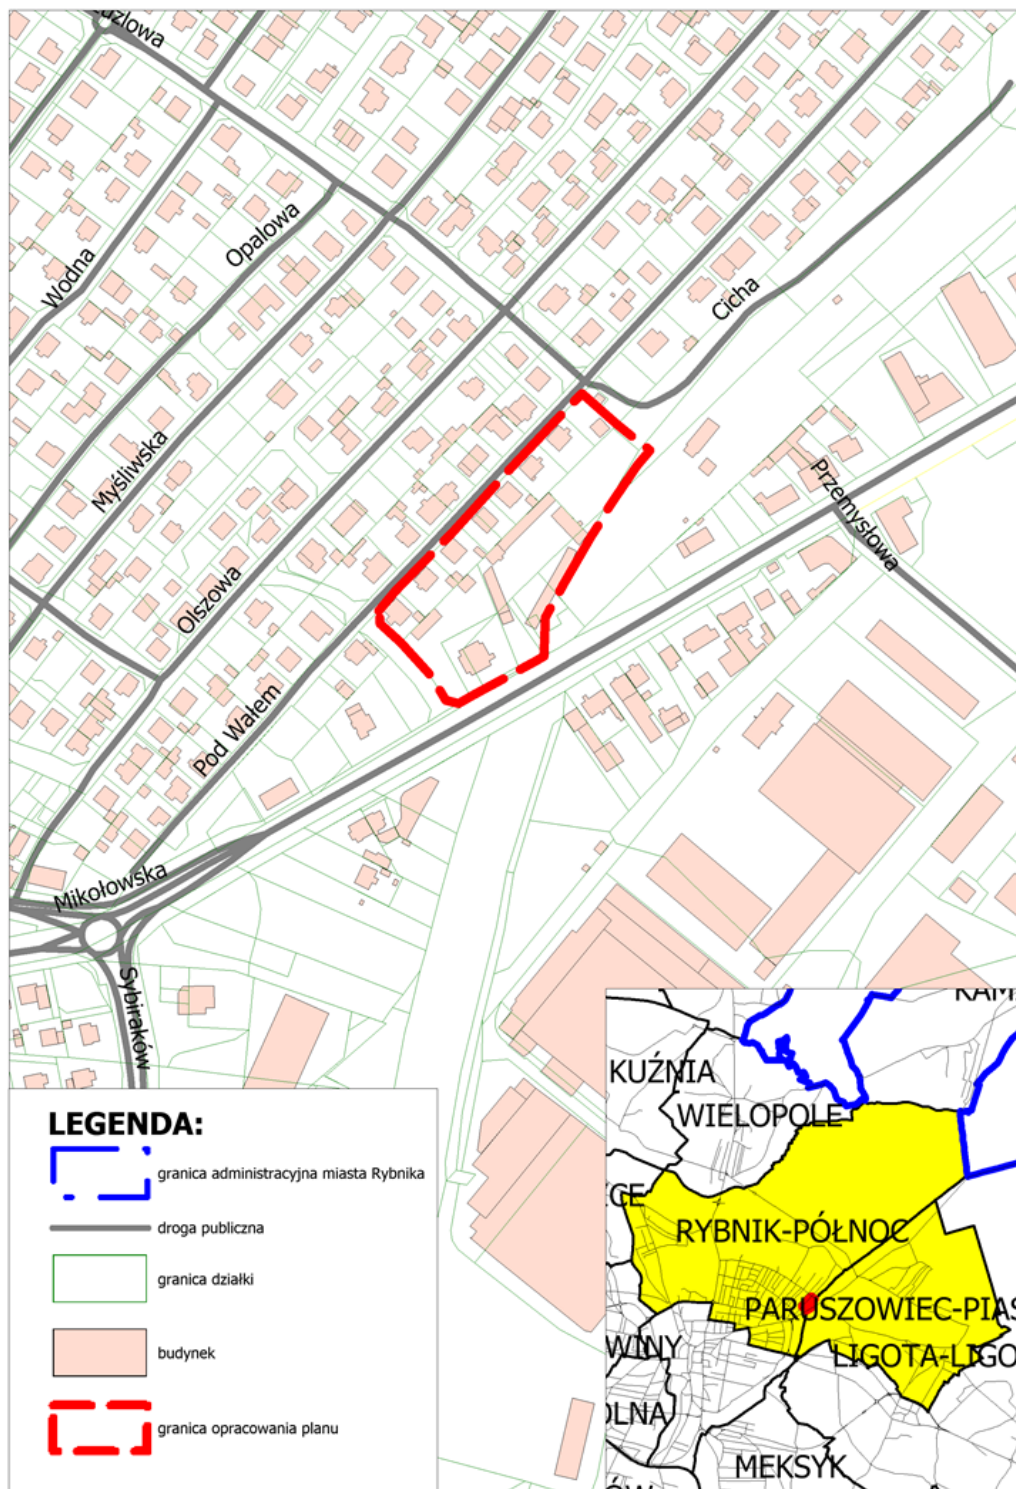 Wodna
Opalowa
Cicha
Myśliwska
Przemysłowa
Olszowa
Pod Wałem
Mikołowska
Sybiraków
LEGENDA:
granica administracyjna miasta Rybnika
droga publiczna
granica działki
budynek
granica opracowania planu
KUŹNIA
WIELOPOLE
RYBNIK-PÓŁNOC
PARUSZOWIEC-PIAS
LIGOTA-LIGO
MEKSYK